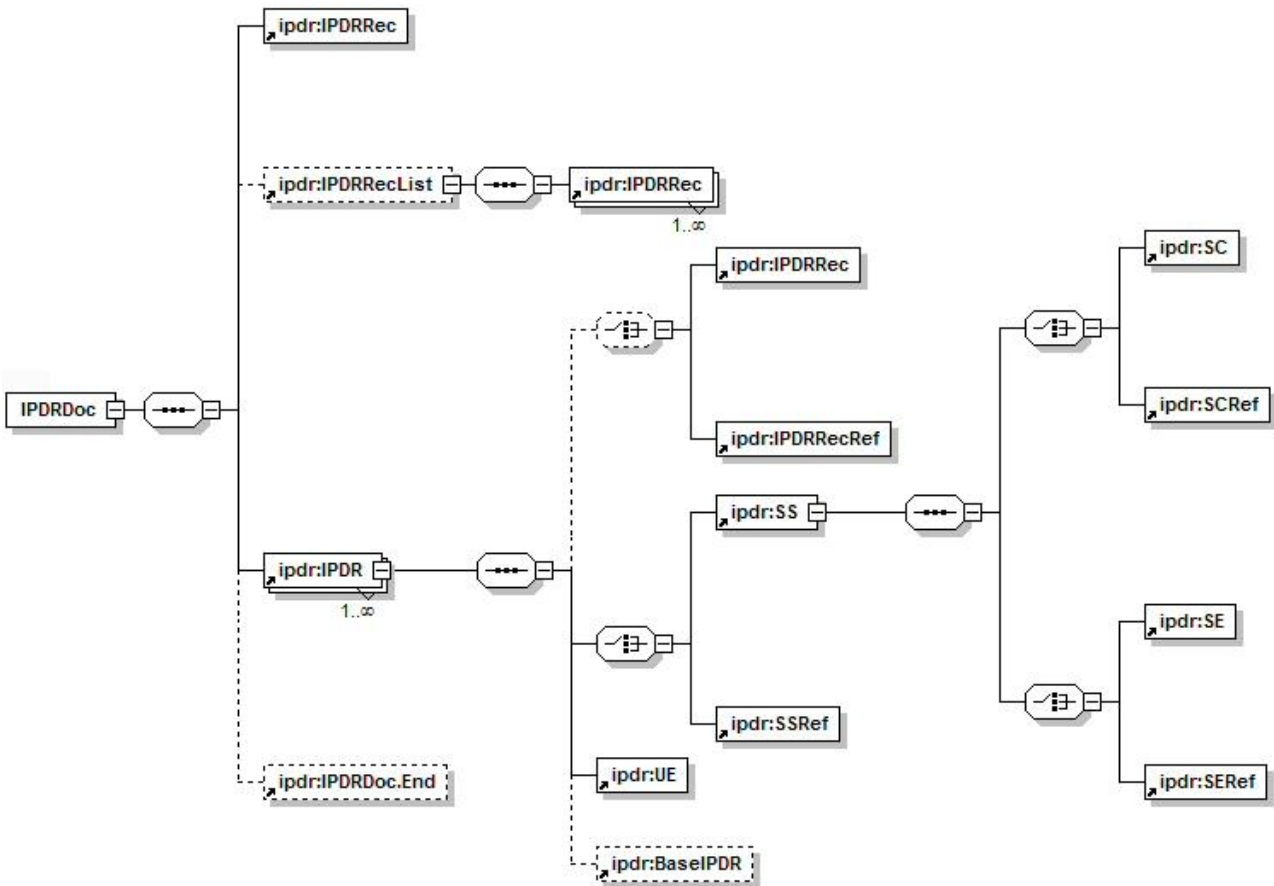 ipdr:IPDRRec
ipdr:IPDRRecList
ipdr:IPDRRec
1..∞
ipdr:IPDRRec
ipdr:SC
IPDRDoc
ipdr:SCRef
ipdr:IPDRRecRef
ipdr:SS
ipdr:IPDR
1..∞
ipdr:SE
ipdr:SSRef
ipdr:UE
ipdr:IPDRDoc.End
ipdr:SERef
ipdr:BaseIPDR